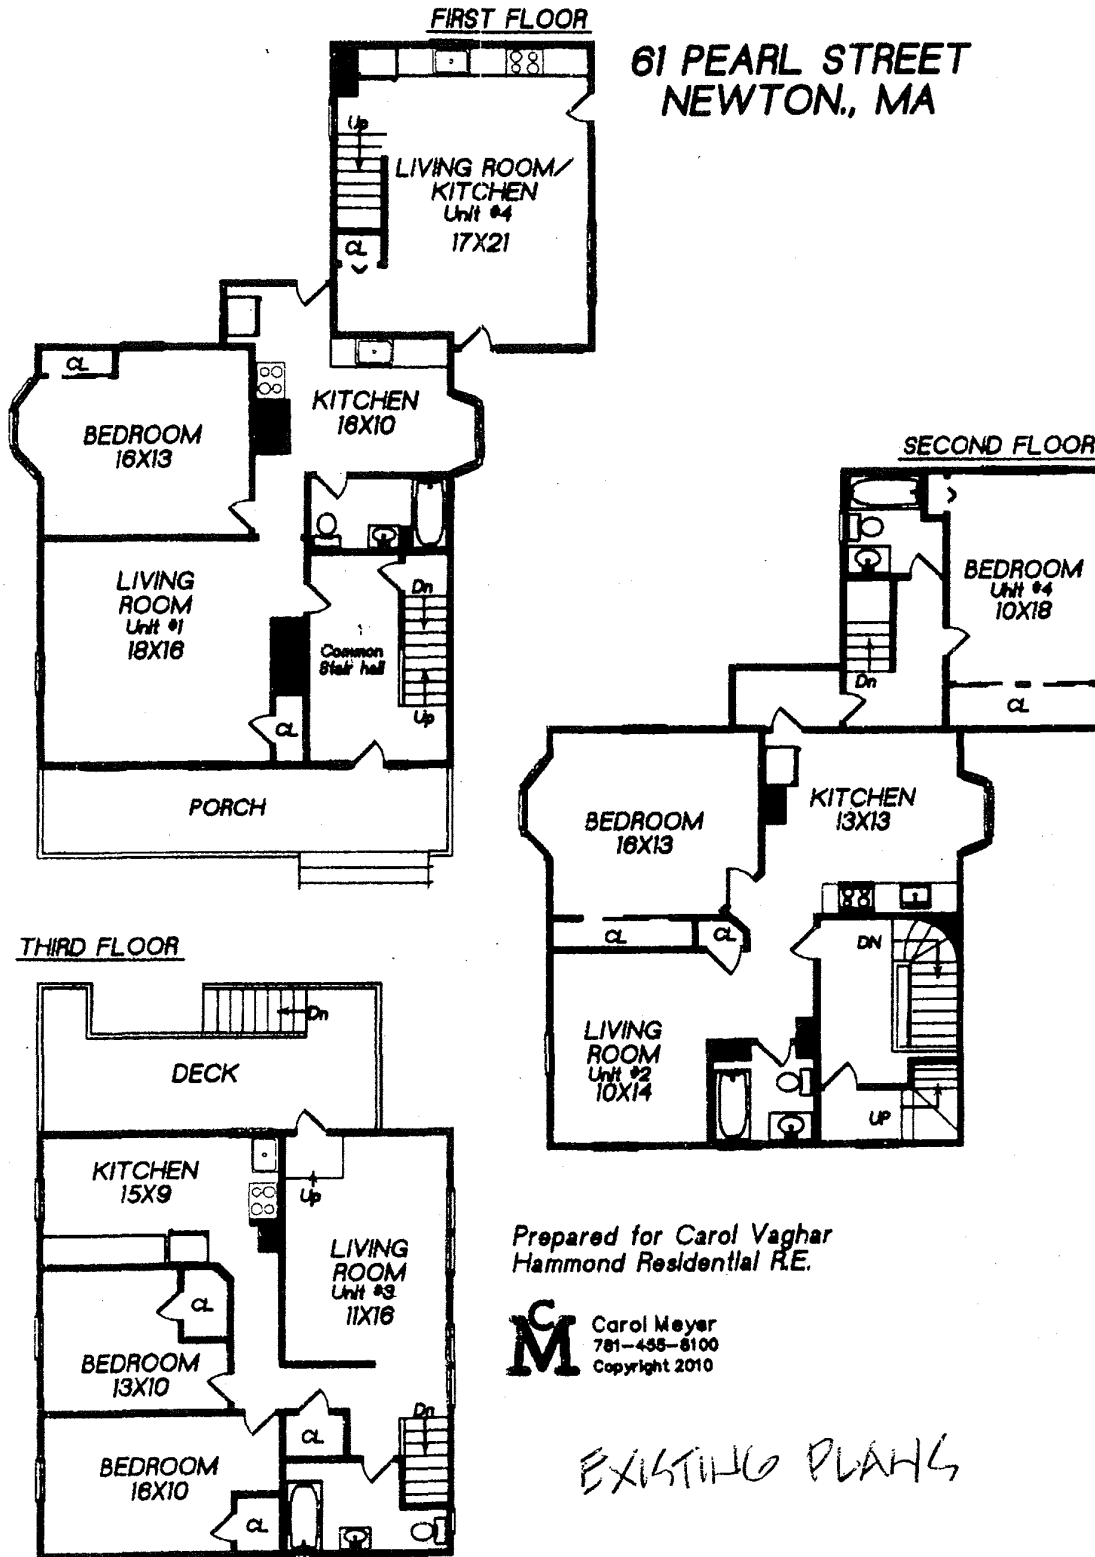 FIRST FLOOR
61 PEARL STREET
NEWTON., MA
Up
LIVING ROOM/
KITCHEN
Unit #4
17X21
CL
CL
BEDROOM
16X13
KITCHEN
16X10
LIVING
ROOM
Unit #1
18X16
Common
Stair hall
Dn
Up
CL
PORCH
SECOND FLOOR
BEDROOM
Unit #4
10X18
Dn
CL
BEDROOM
16X13
KITCHEN
13X13
CL
CL
DN
LIVING
ROOM
Unit #2
10X14
UP
THIRD FLOOR
Dn
DECK
KITCHEN
15X9
Up
LIVING
ROOM
Unit #3
11X16
CL
BEDROOM
13X10
CL
Dn
BEDROOM
16X10
CL
Prepared for Carol Vaghar
Hammond Residential R.E.
CM
Carol Meyer
781-455-6100
Copyright 2010
EXISTING PLANS